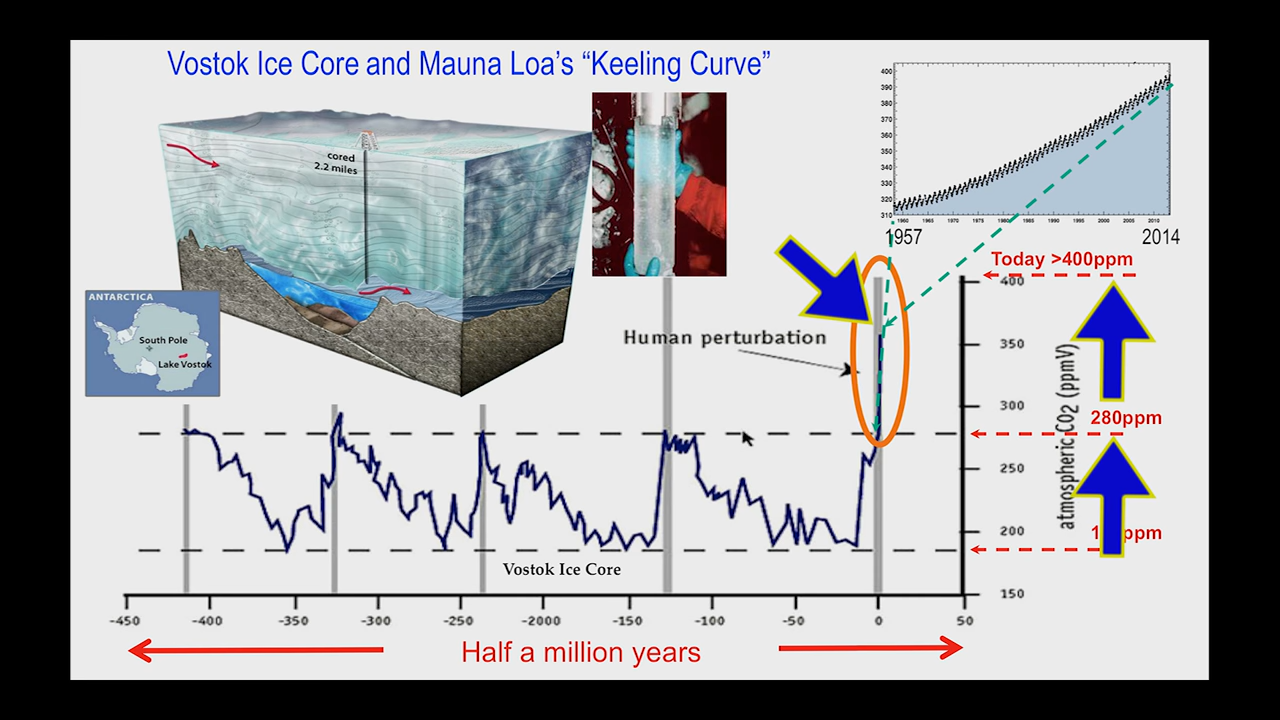 Vostok Ice Core and Mauna Loa's “Keeling Curve”
cored
2.2 miles
ANTARCTICA
South Pole
Lake Vostok
400
390
380
370
360
350
340
330
320
310
1960 1965 1970 1975 1980 1985 1990 1995 2000 2005 2010
1957 2014
Today >400ppm
Human perturbation
280ppm
ppm
400
350
300
250
200
150
atmospheric CO2 (ppmV)
Vostok Ice Core
-450 -400 -350 -300 -250 -2000 -150 -100 -50 0 50
Half a million years